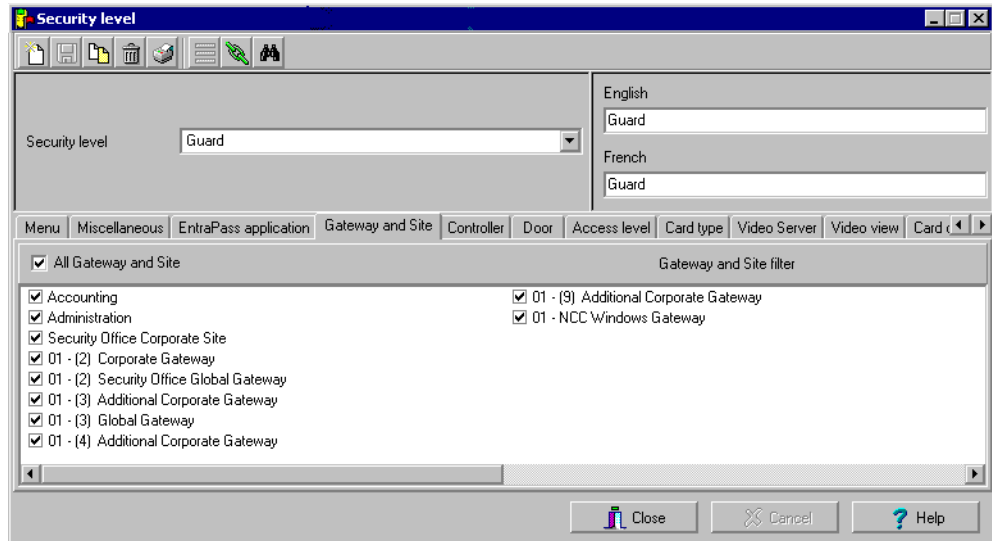 Security level
English
Guard
Security level
Guard
French
Guard
Menu
Miscellaneous
EntraPass application
Gateway and Site
Controller
Door
Access level
Card type
Video Server
Video view
Card
All Gateway and Site
Gateway and Site filter
Accounting
Administration
Security Office Corporate Site
01 - (2) Corporate Gateway
01 - (2) Security Office Global Gateway
01 - (3) Additional Corporate Gateway
01 - (3) Global Gateway
01 - (4) Additional Corporate Gateway
01 - (9) Additional Corporate Gateway
01 - NCC Windows Gateway
Close
Cancel
Help